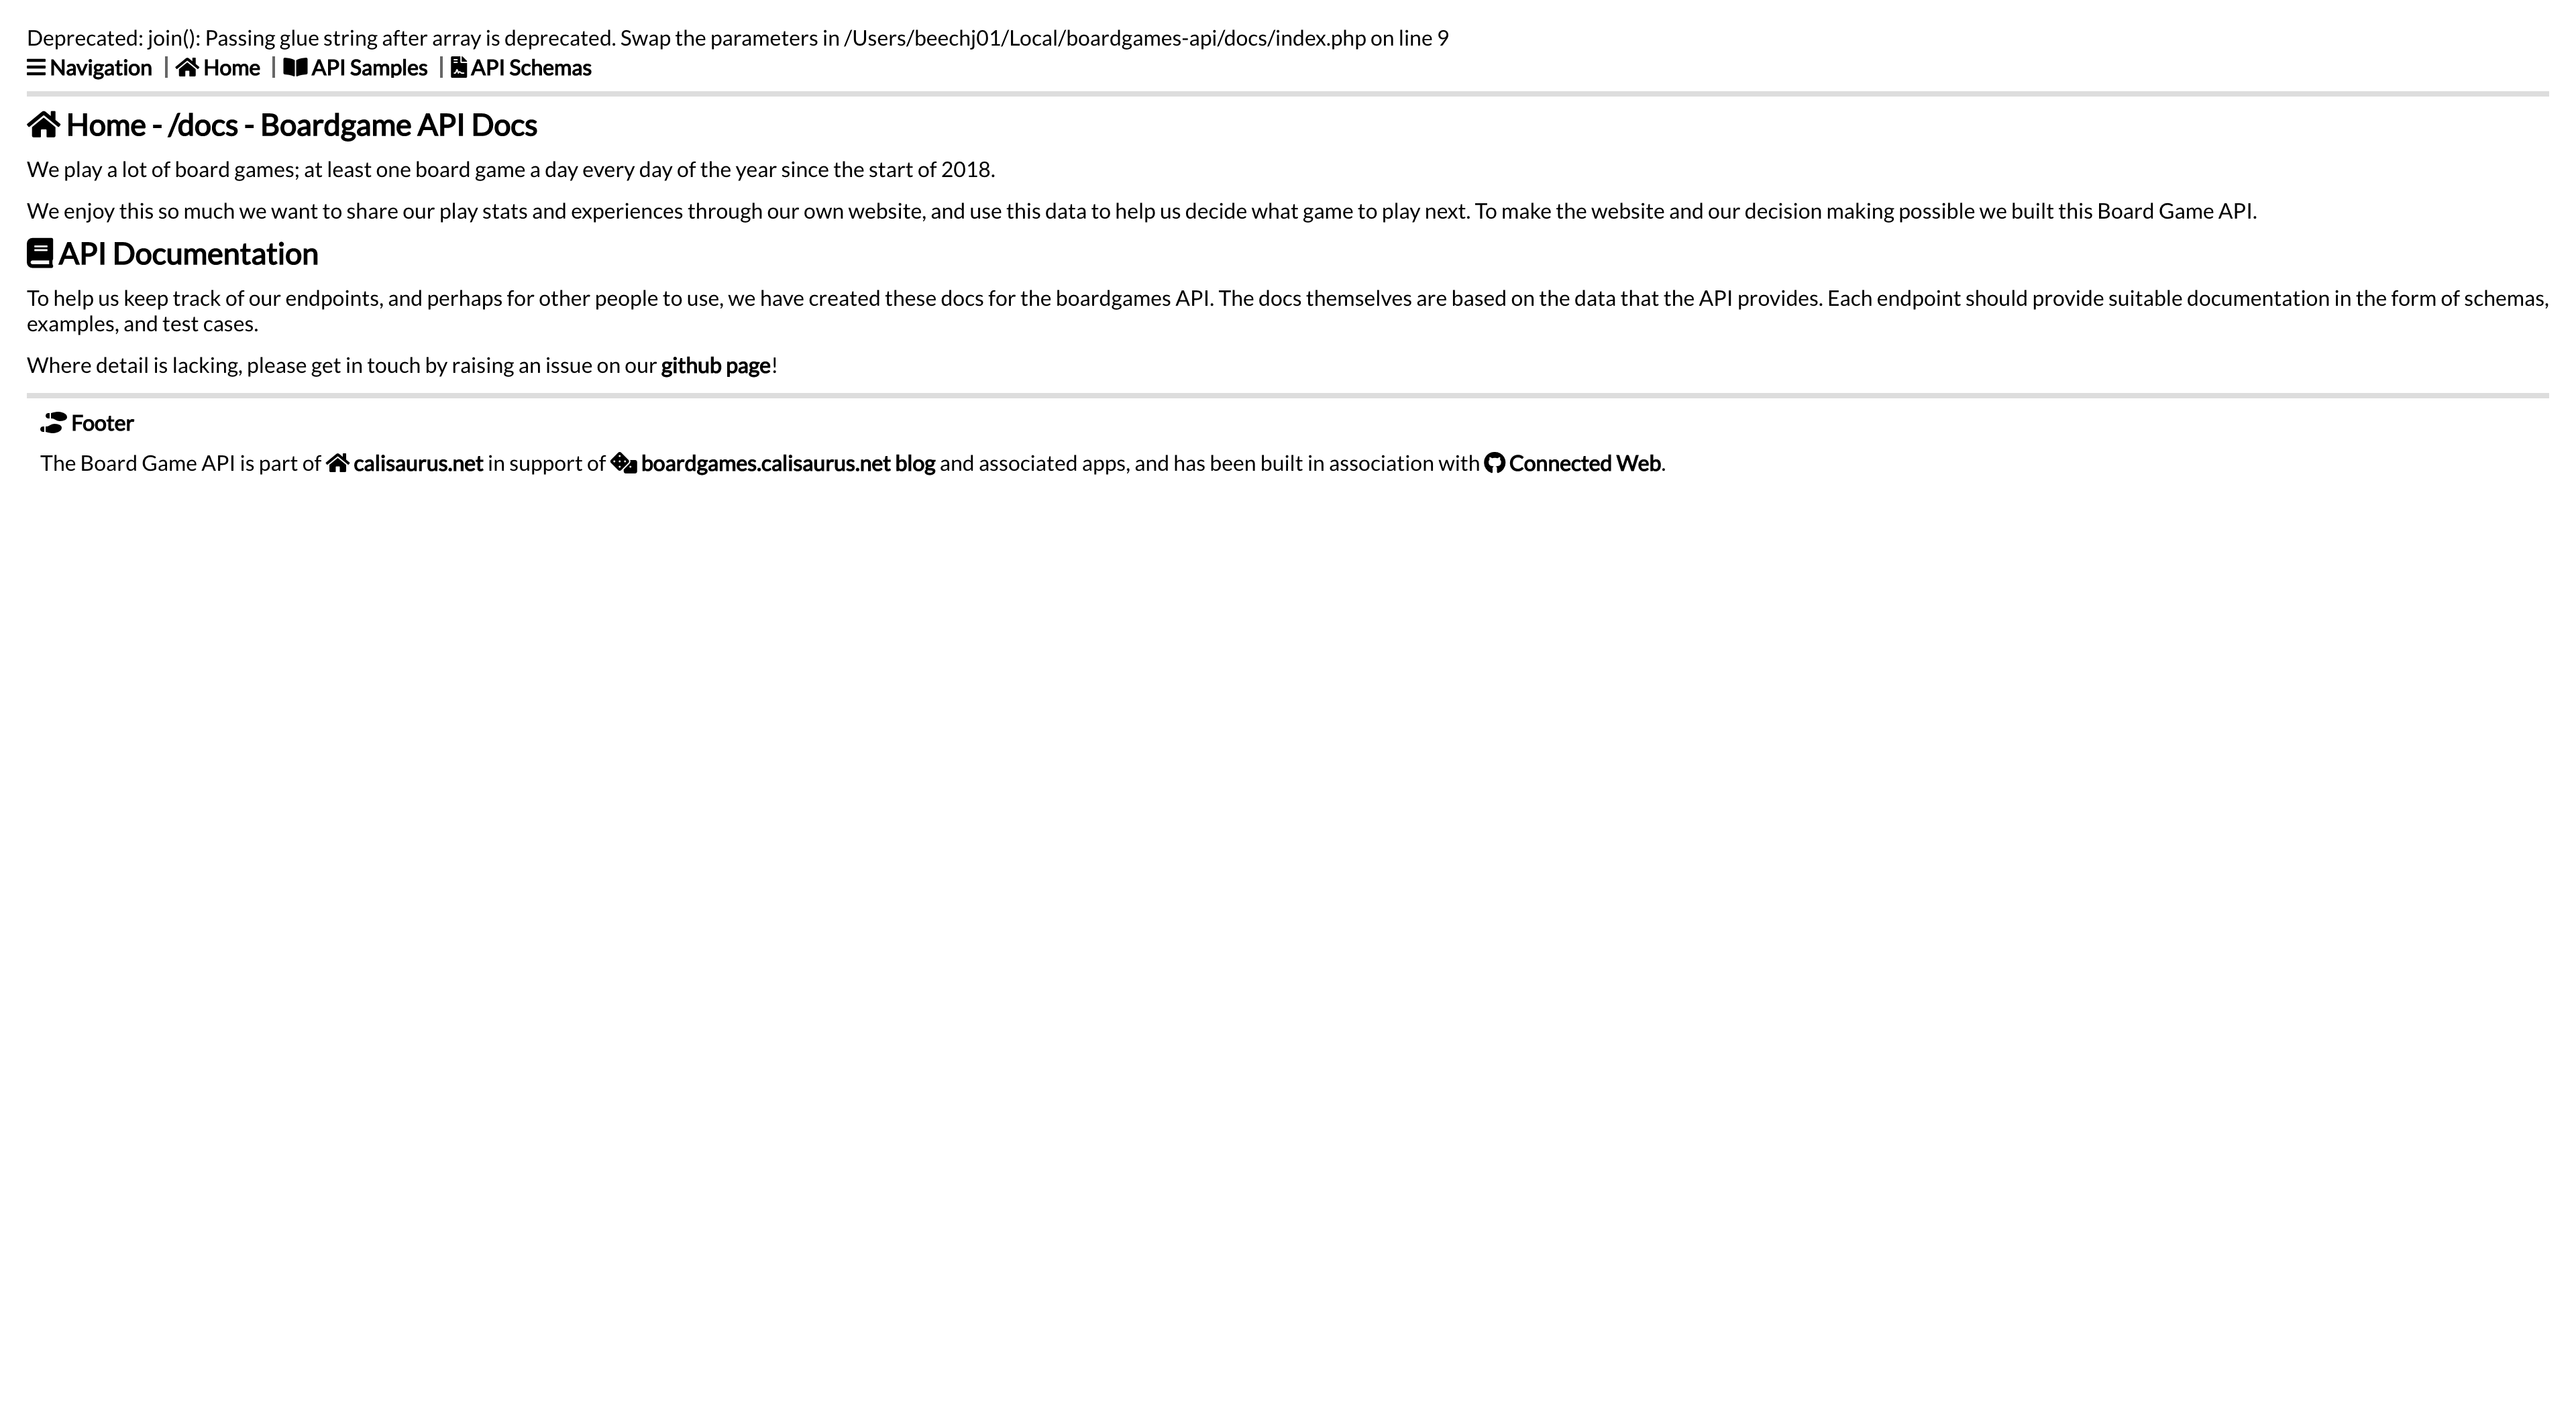 Deprecated: join(): Passing glue string after array is deprecated. Swap the parameters in /Users/beechj01/Local/boardgames-api/docs/index.php on line 9
Navigation | Home | API Samples | API Schemas
Home - /docs - Boardgame API Docs
We play a lot of board games; at least one board game a day every day of the year since the start of 2018.
We enjoy this so much we want to share our play stats and experiences through our own website, and use this data to help us decide what game to play next. To make the website and our decision making possible we built this Board Game API.
API Documentation
To help us keep track of our endpoints, and perhaps for other people to use, we have created these docs for the boardgames API. The docs themselves are based on the data that the API provides. Each endpoint should provide suitable documentation in the form of schemas,
examples, and test cases.
Where detail is lacking, please get in touch by raising an issue on our github page!
Footer
The Board Game API is part of calisaurus.net in support of boardgames.calisaurus.net blog and associated apps, and has been built in association with Connected Web.